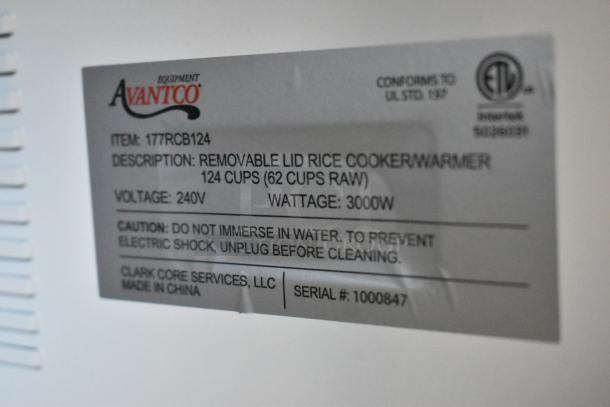 EQUIPMENT
AVANTCO
CONFORMS TO
UL STD. 197
ETL
Intertek
5026031
ITEM: 177RCB124
DESCRIPTION: REMOVABLE LID RICE COOKER/WARMER
124 CUPS (62 CUPS RAW)
VOLTAGE: 240V WATTAGE: 3000W
CAUTION: DO NOT IMMERSE IN WATER. TO PREVENT
ELECTRIC SHOCK, UNPLUG BEFORE CLEANING.
CLARK CORE SERVICES, LLC
MADE IN CHINA
SERIAL #: 1000847